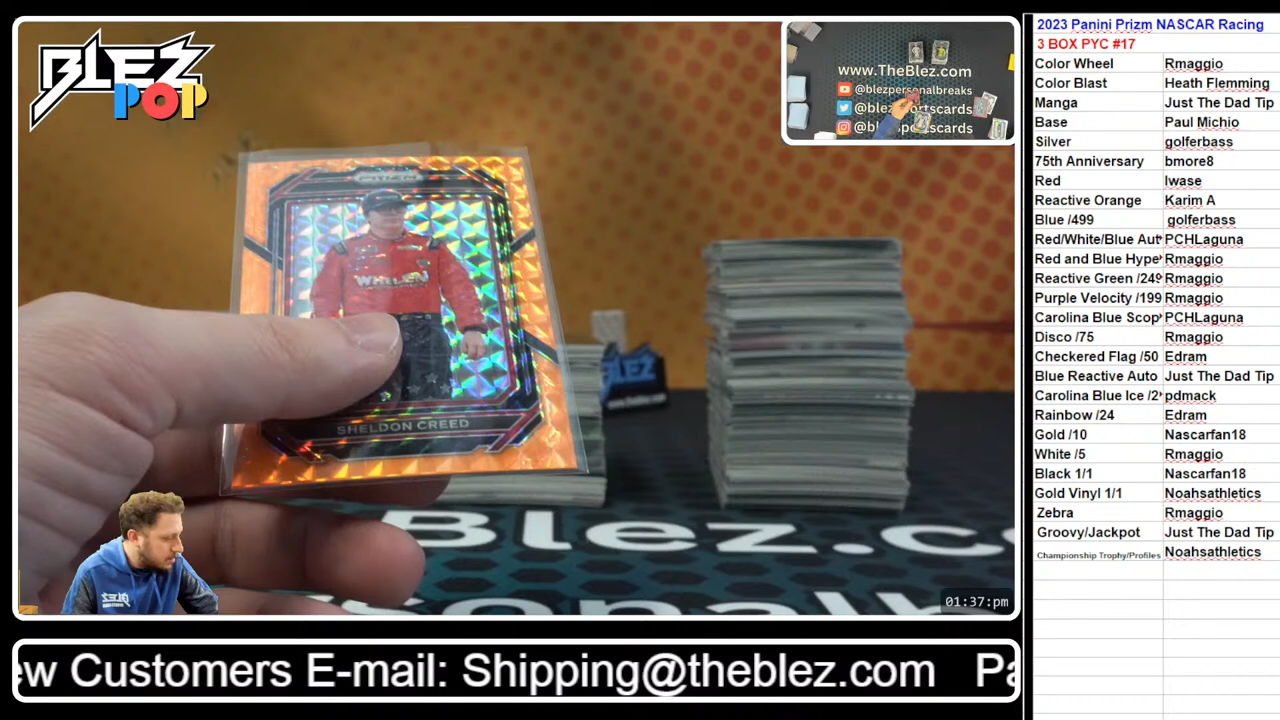 BLEZ
POP
PRIZM
WHELEN
SHELDON CREED
BLEZ
Blez.c
www.TheBlez.com
@blezpersonalbreaks
@blezsportscards
01:37:pm
ew Customers E-mail: Shipping@theblez.com Pa
2023 Panini Prizm NASCAR Racing
3 BOX PYC #17
Color Wheel Rmaggio
Color Blast Heath Flemming
Manga Just The Dad Tip
Base Paul Michio
Silver golferbass
75th Anniversary bmore8
Red Iwase
Reactive Orange Karim A
Blue /499 golferbass
Red/White/Blue Aut PCHLaguna
Red and Blue Hype Rmaggio
Reactive Green /249 Rmaggio
Purple Velocity /199 Rmaggio
Carolina Blue Scop PCHLaguna
Disco /75 Rmaggio
Checkered Flag /50 Edram
Blue Reactive Auto Just The Dad Tip
Carolina Blue Ice /2 pdmack
Rainbow /24 Edram
Gold /10 Nascarfan18
White /5 Rmaggio
Black 1/1 Nascarfan18
Gold Vinyl 1/1 Noahsathletics
Zebra Rmaggio
Groovy/Jackpot Just The Dad Tip
Championship Trophy/Profiles Noahsathletics